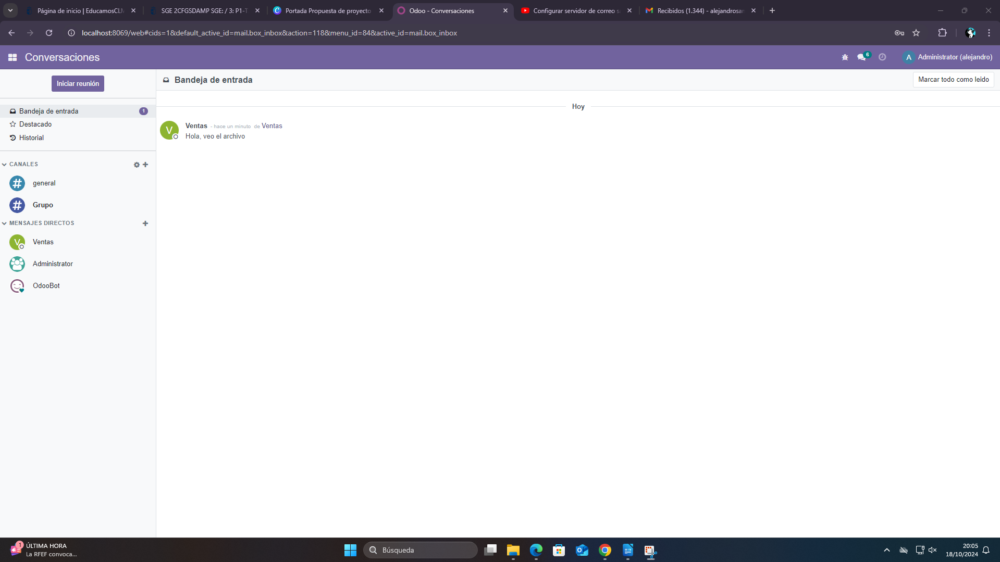 Página de inicio | EducamosCLM
SGE 2CFGSDAMP SGE: / 3: P1-T
Portada Propuesta de proyecto
Odoo - Conversaciones
Configurar servidor de correo sa
Recibidos (1.344) - alejandrosan
localhost:8069/web#cids=1&default_active_id=mail.box_inbox&action=118&menu_id=84&active_id=mail.box_inbox
Conversaciones
6
A
Administrator (alejandro)
Iniciar reunión
Bandeja de entrada
Marcar todo como leido
Bandeja de entrada
1
Destacado
Historial
Hoy
V
Ventas - hace un minuto de Ventas
Hola, veo el archivo
CANALES
general
Grupo
MENSAJES DIRECTOS
V
Ventas
Administrator
OdooBot
1
ÚLTIMA HORA
La RFEF convoca...
Búsqueda
20:05
18/10/2024